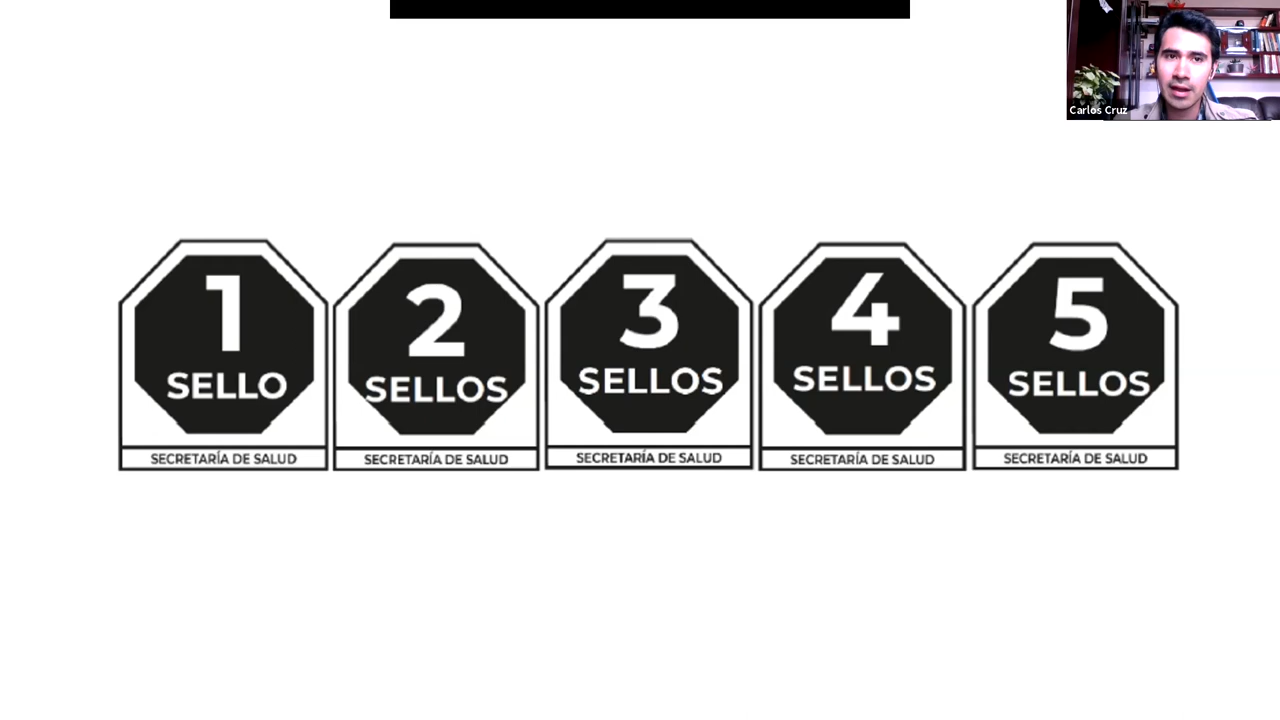 Carlos Cruz
1
SELLO
SECRETARÍA DE SALUD
2
SELLOS
SECRETARÍA DE SALUD
3
SELLOS
SECRETARÍA DE SALUD
4
SELLOS
SECRETARÍA DE SALUD
5
SELLOS
SECRETARÍA DE SALUD